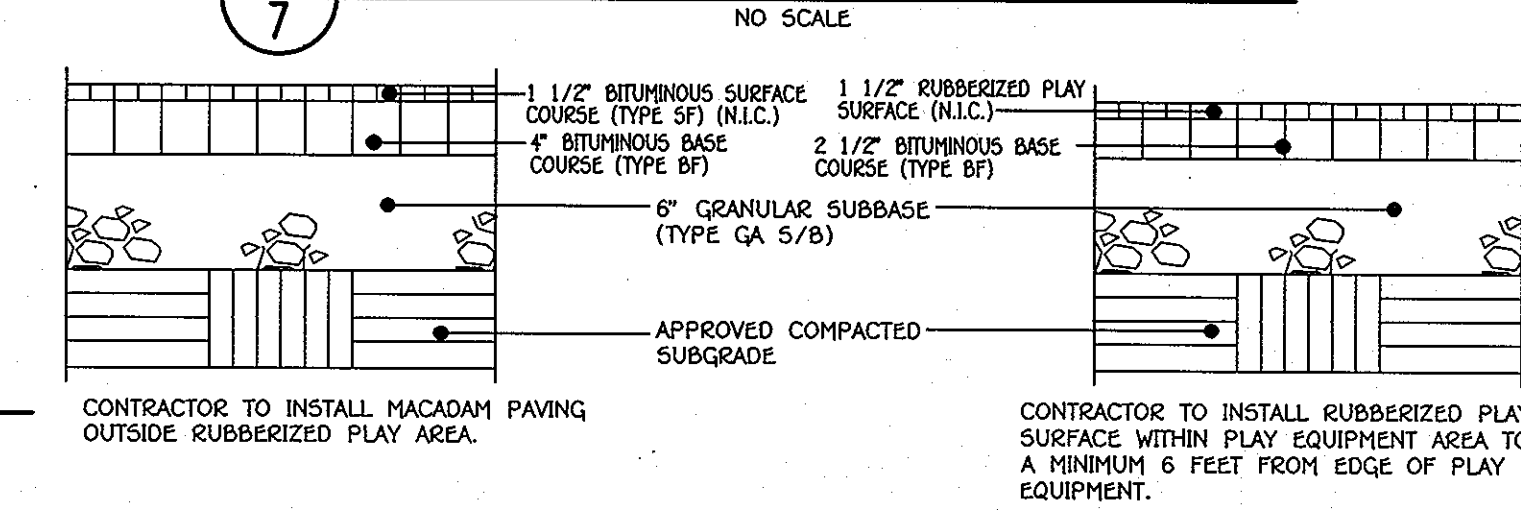 7
NO SCALE
1 1/2" BITUMINOUS SURFACE
COURSE (TYPE SF) (N.I.C.)
4" BITUMINOUS BASE
COURSE (TYPE BF)
1 1/2" RUBBERIZED PLAY
SURFACE (N.I.C.)
2 1/2" BITUMINOUS BASE
COURSE (TYPE BF)
6" GRANULAR SUBBASE
(TYPE GA 5/8)
APPROVED COMPACTED
SUBGRADE
CONTRACTOR TO INSTALL MACADAM PAVING
OUTSIDE RUBBERIZED PLAY AREA.
CONTRACTOR TO INSTALL RUBBERIZED PLAY
SURFACE WITHIN PLAY EQUIPMENT AREA TO
A MINIMUM 6 FEET FROM EDGE OF PLAY
EQUIPMENT.